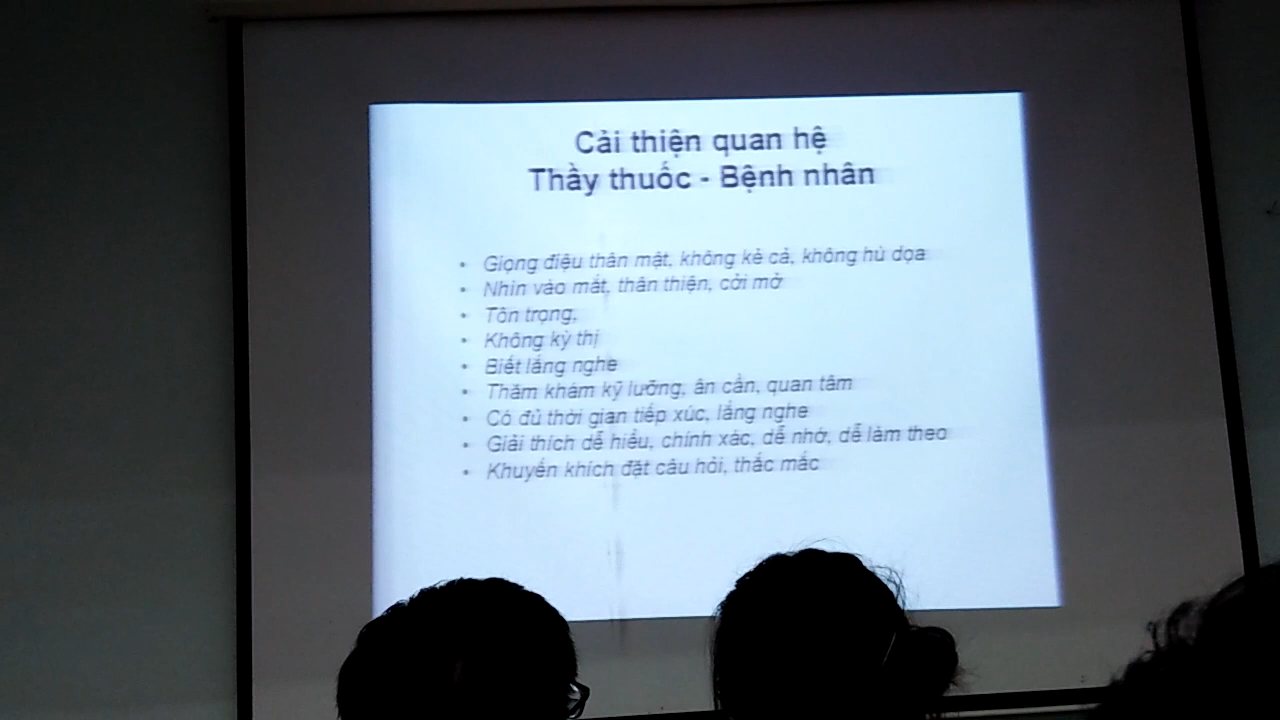 Cải thiện quan hệ
Thầy thuốc - Bệnh nhân
• Giọng điệu thân mật, không kẻ cả, không hù dọa
• Nhìn vào mắt, thân thiện, cởi mở
• Tôn trọng,
• Không kỳ thị
• Biết lắng nghe
• Thăm khám kỹ lưỡng, ân cần, quan tâm
• Có đủ thời gian tiếp xúc, lắng nghe
• Giải thích dễ hiểu, chính xác, dễ nhớ, dễ làm theo
• Khuyến khích đặt câu hỏi, thắc mắc